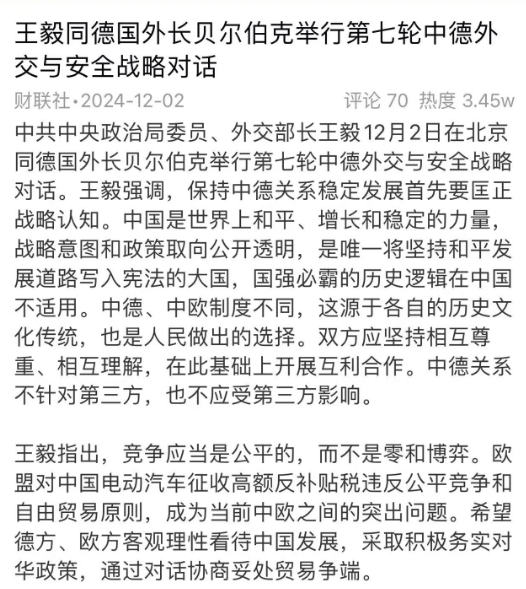 王毅同德国外长贝尔伯克举行第七轮中德外
交与安全战略对话
财联社·2024-12-02 评论 70 热度 3.45w
中共中央政治局委员、外交部长王毅12月2日在北京
同德国外长贝尔伯克举行第七轮中德外交与安全战略
对话。王毅强调，保持中德关系稳定发展首先要匡正
战略认知。中国是世界上和平、增长和稳定的力量，
战略意图和政策取向公开透明，是唯一将坚持和平发
展道路写入宪法的大国，国强必霸的历史逻辑在中国
不适用。中德、中欧制度不同，这源于各自的历史文
化传统，也是人民做出的选择。双方应坚持相互尊
重、相互理解，在此基础上开展互利合作。中德关系
不针对第三方，也不应受第三方影响。
王毅指出，竞争应当是公平的，而不是零和博弈。欧
盟对中国电动汽车征收高额反补贴税违反公平竞争和
自由贸易原则，成为当前中欧之间的突出问题。希望
德方、欧方客观理性看待中国发展，采取积极务实对
华政策，通过对话协商妥处贸易争端。